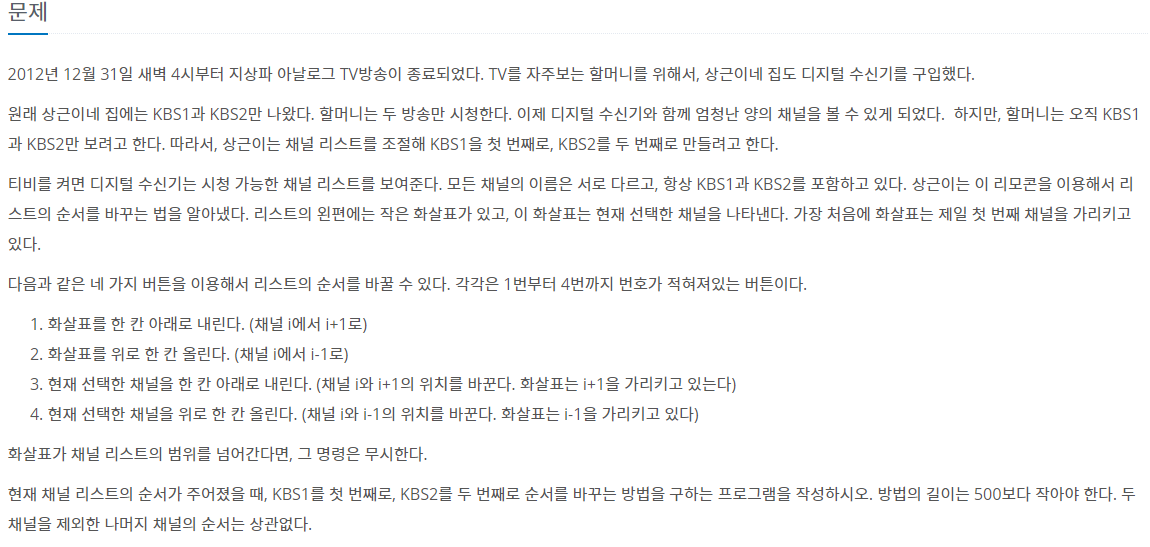 문제
2012년 12월 31일 새벽 4시부터 지상파 아날로그 TV방송이 종료되었다. TV를 자주보는 할머니를 위해서, 상근이네 집도 디지털 수신기를 구입했다.
원래 상근이네 집에는 KBS1과 KBS2만 나왔다. 할머니는 두 방송만 시청한다. 이제 디지털 수신기와 함께 엄청난 양의 채널을 볼 수 있게 되었다. 하지만, 할머니는 오직 KBS1
과 KBS2만 보려고 한다. 따라서, 상근이는 채널 리스트를 조절해 KBS1을 첫 번째로, KBS2를 두 번째로 만들려고 한다.
티비를 켜면 디지털 수신기는 시청 가능한 채널 리스트를 보여준다. 모든 채널의 이름은 서로 다르고, 항상 KBS1과 KBS2를 포함하고 있다. 상근이는 이 리모콘을 이용해서 리
스트의 순서를 바꾸는 법을 알아냈다. 리스트의 왼편에는 작은 화살표가 있고, 이 화살표는 현재 선택한 채널을 나타낸다. 가장 처음에 화살표는 제일 첫 번째 채널을 가리키고
있다.
다음과 같은 네 가지 버튼을 이용해서 리스트의 순서를 바꿀 수 있다. 각각은 1번부터 4번까지 번호가 적혀져있는 버튼이다.
1. 화살표를 한 칸 아래로 내린다. (채널 i에서 i+1로)
2. 화살표를 위로 한 칸 올린다. (채널 i에서 i-1로)
3. 현재 선택한 채널을 한 칸 아래로 내린다. (채널 i와 i+1의 위치를 바꾼다. 화살표는 i+1을 가리키고 있는다)
4. 현재 선택한 채널을 위로 한 칸 올린다. (채널 i와 i-1의 위치를 바꾼다. 화살표는 i-1을 가리키고 있다)
화살표가 채널 리스트의 범위를 넘어간다면, 그 명령은 무시한다.
현재 채널 리스트의 순서가 주어졌을 때, KBS1를 첫 번째로, KBS2를 두 번째로 순서를 바꾸는 방법을 구하는 프로그램을 작성하시오. 방법의 길이는 500보다 작아야 한다. 두
채널을 제외한 나머지 채널의 순서는 상관없다.